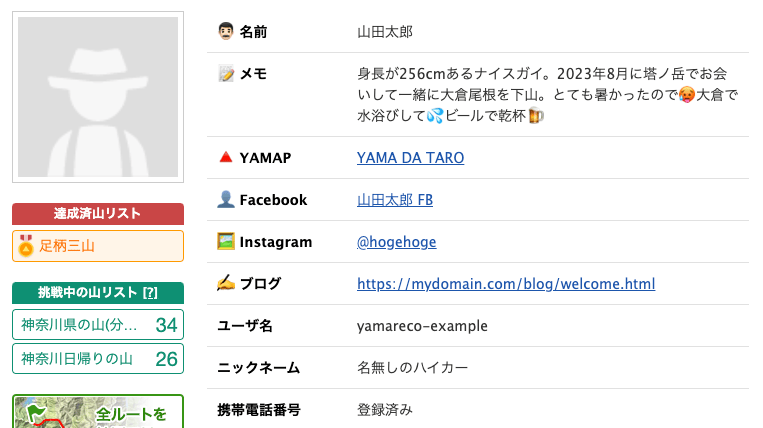 達成済山リスト
足柄三山
挑戦中の山リスト [?]
神奈川県の山(分... 34
神奈川日帰りの山 26
全ルートを
名前 山田太郎
メモ 身長が256cmあるナイスガイ。2023年8月に塔ノ岳でお会
いして一緒に大倉尾根を下山。とても暑かったので🥵大倉で
水浴びして💦ビールで乾杯🍺
YAMAP YAMA DA TARO
Facebook 山田太郎 FB
Instagram @hogehoge
ブログ https://mydomain.com/blog/welcome.html
ユーザ名 yamareco-example
ニックネーム 名無しのハイカー
携帯電話番号 登録済み